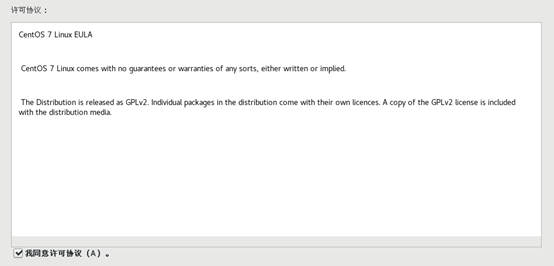 许可协议：
CentOS 7 Linux EULA
CentOS 7 Linux comes with no guarantees or warranties of any sorts, either written or implied.
The Distribution is released as GPLv2. Individual packages in the distribution come with their own licences. A copy of the GPLv2 license is included
with the distribution media.
我同意许可协议（A）。